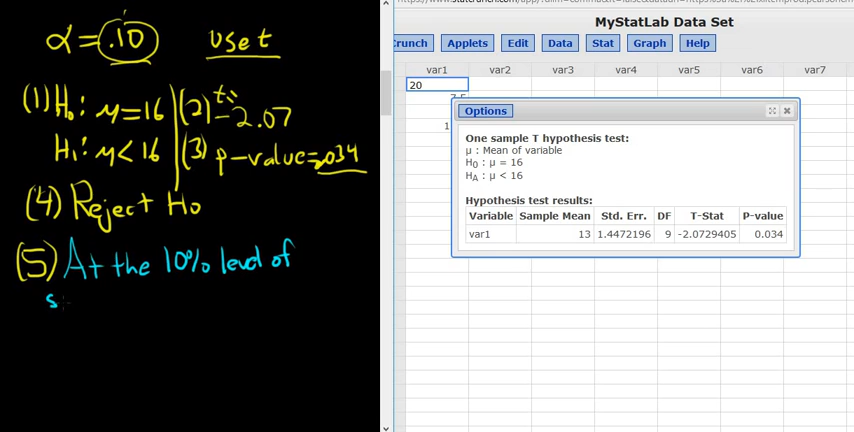 α = .10 use t
(1) H₀: μ = 16 (2) t: -2.07
H₁: μ < 16 (3) p-value = .034
(4) Reject H₀
(5) At the 10% level of
MyStatLab Data Set
Crunch Applets Edit Data Stat Graph Help
var1 var2 var3 var4 var5 var6 var7
20
Options
One sample T hypothesis test:
μ : Mean of variable
H₀ : μ = 16
Hₐ : μ < 16
Hypothesis test results:
Variable Sample Mean Std. Err. DF T-Stat P-value
var1 13 1.4472196 9 -2.0729405 0.034